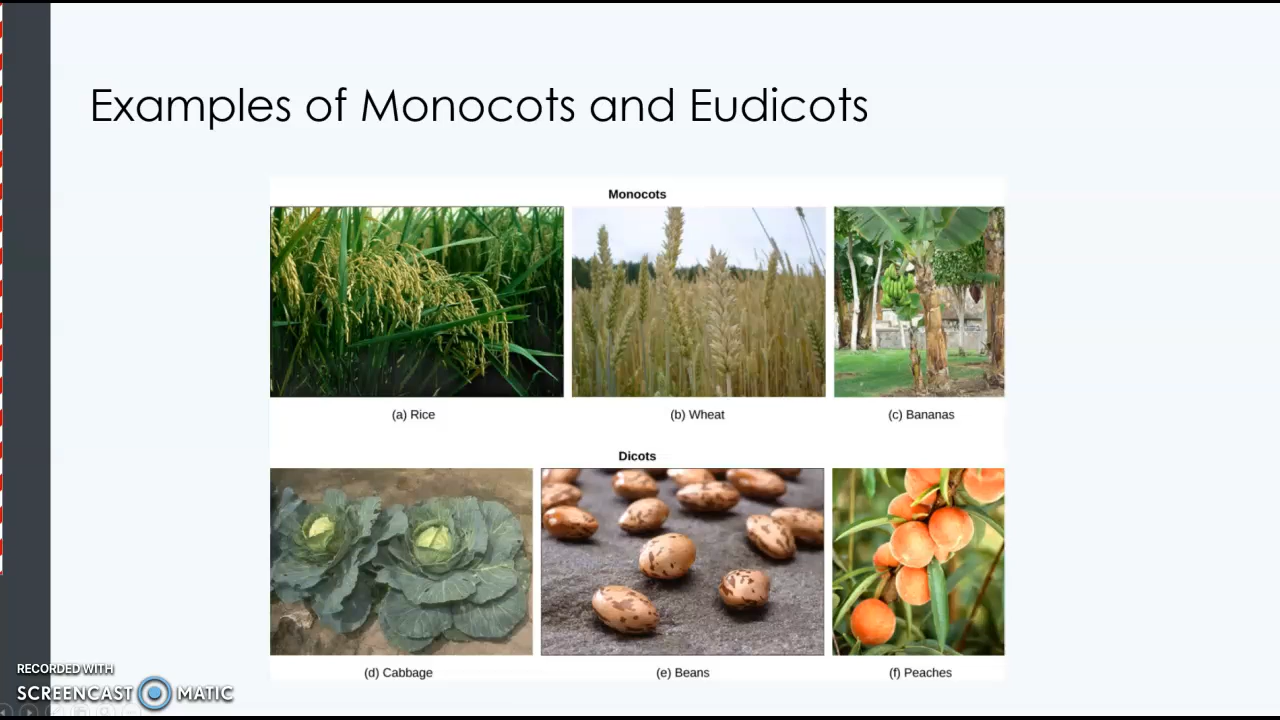 Examples of Monocots and Eudicots
Monocots
(a) Rice
(b) Wheat
(c) Bananas
Dicots
(d) Cabbage
(e) Beans
(f) Peaches
RECORDED WITH
SCREENCAST MATIC